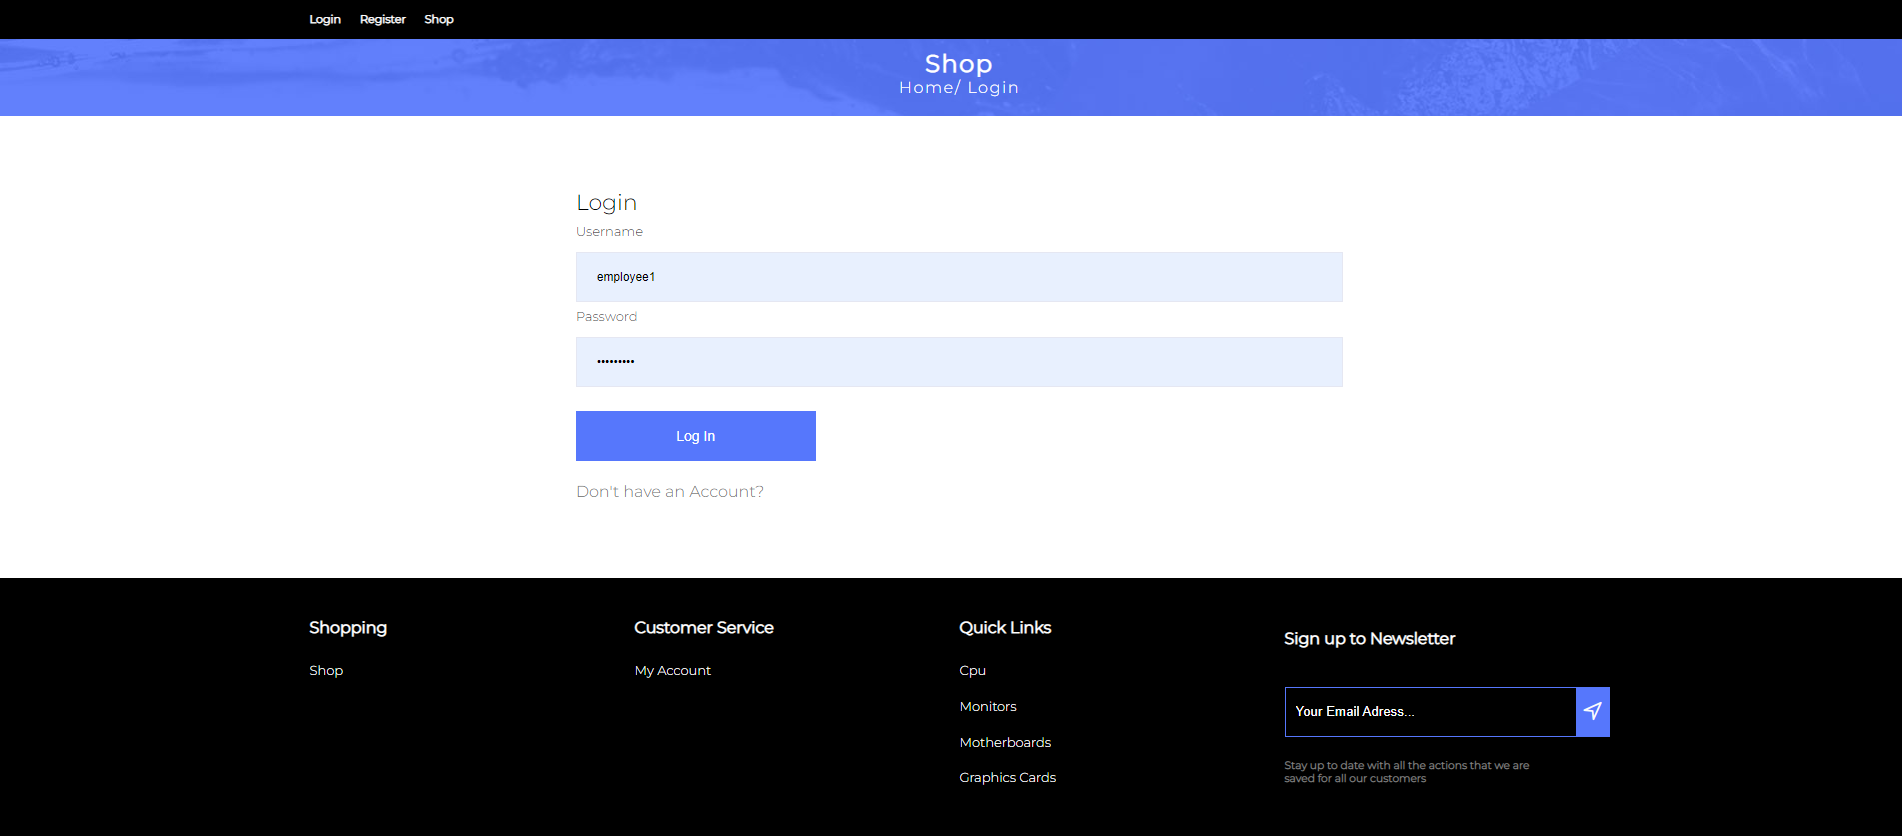 Login Register Shop
Shop
Home/ Login
Login
Username
employee1
Password
•••••••••
Log In
Don't have an Account?
Shopping
Shop
Customer Service
My Account
Quick Links
Cpu
Monitors
Motherboards
Graphics Cards
Sign up to Newsletter
Your Email Adress...
Stay up to date with all the actions that we are
saved for all our customers